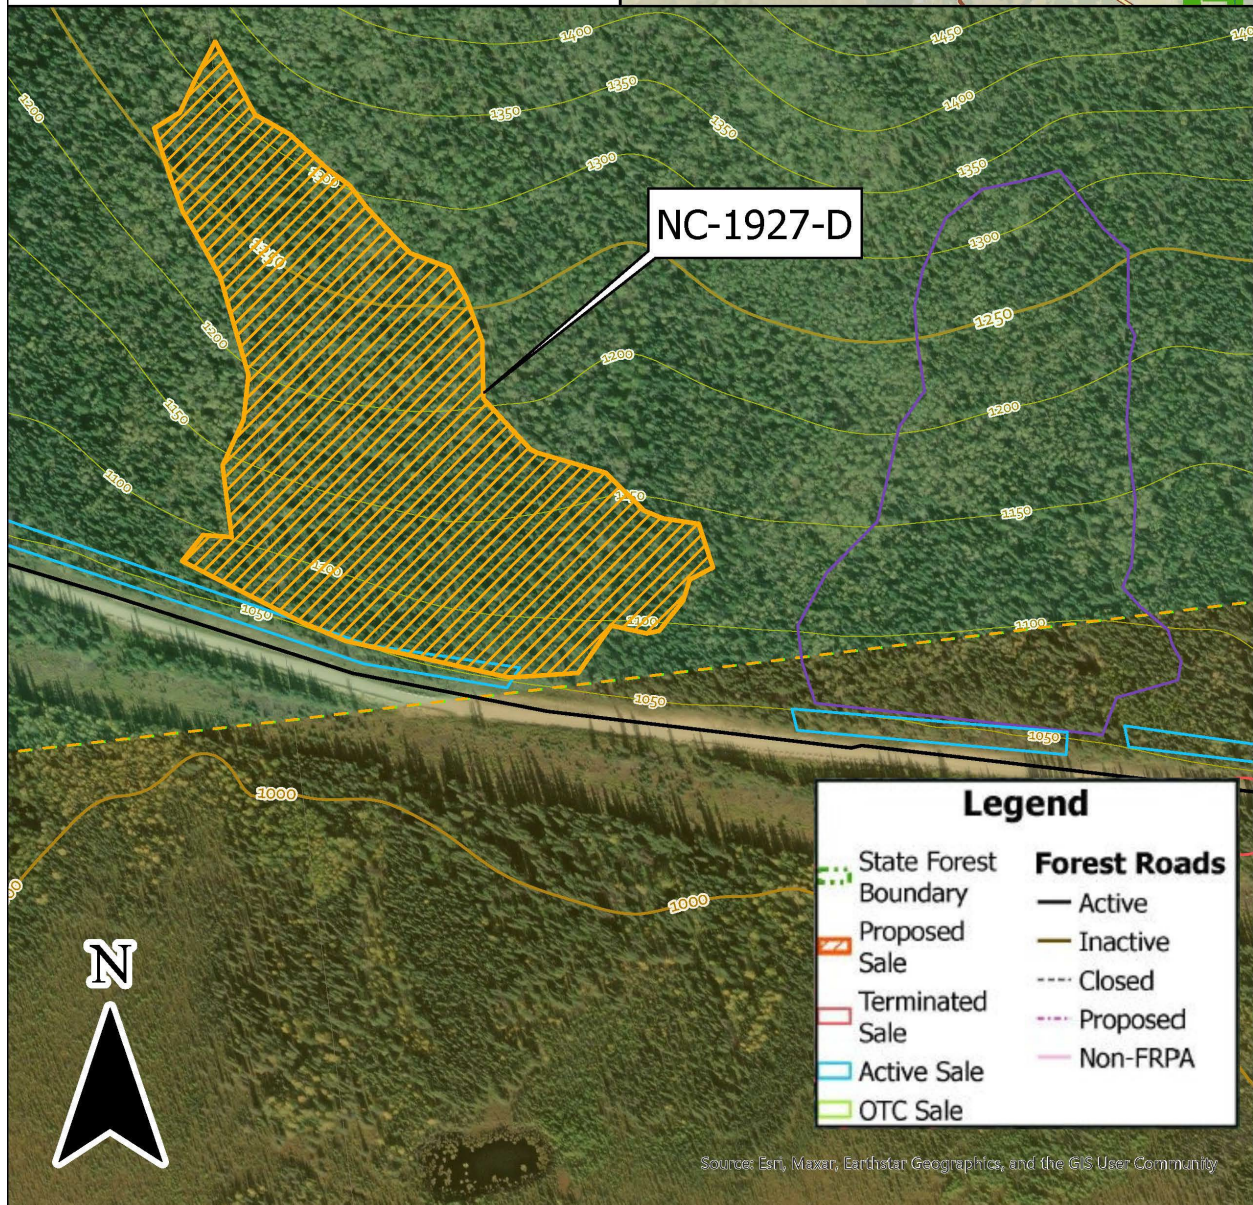 1400
1450
140
1350
1350
1400
1200
1350
1300
1350
1300
NC-1927-D
1300
1250
1250
1200
1200
1200
1150
1150
1150
1100
1100
1050
1100
1100
1050
1050
1000
1000
Legend
State Forest
Boundary
Proposed
Sale
Terminated
Sale
Active Sale
OTC Sale
Forest Roads
Active
Inactive
Closed
Proposed
Non-FRPA
N
Source: Esri, Maxar, Earthstar Geographics, and the GIS User Community